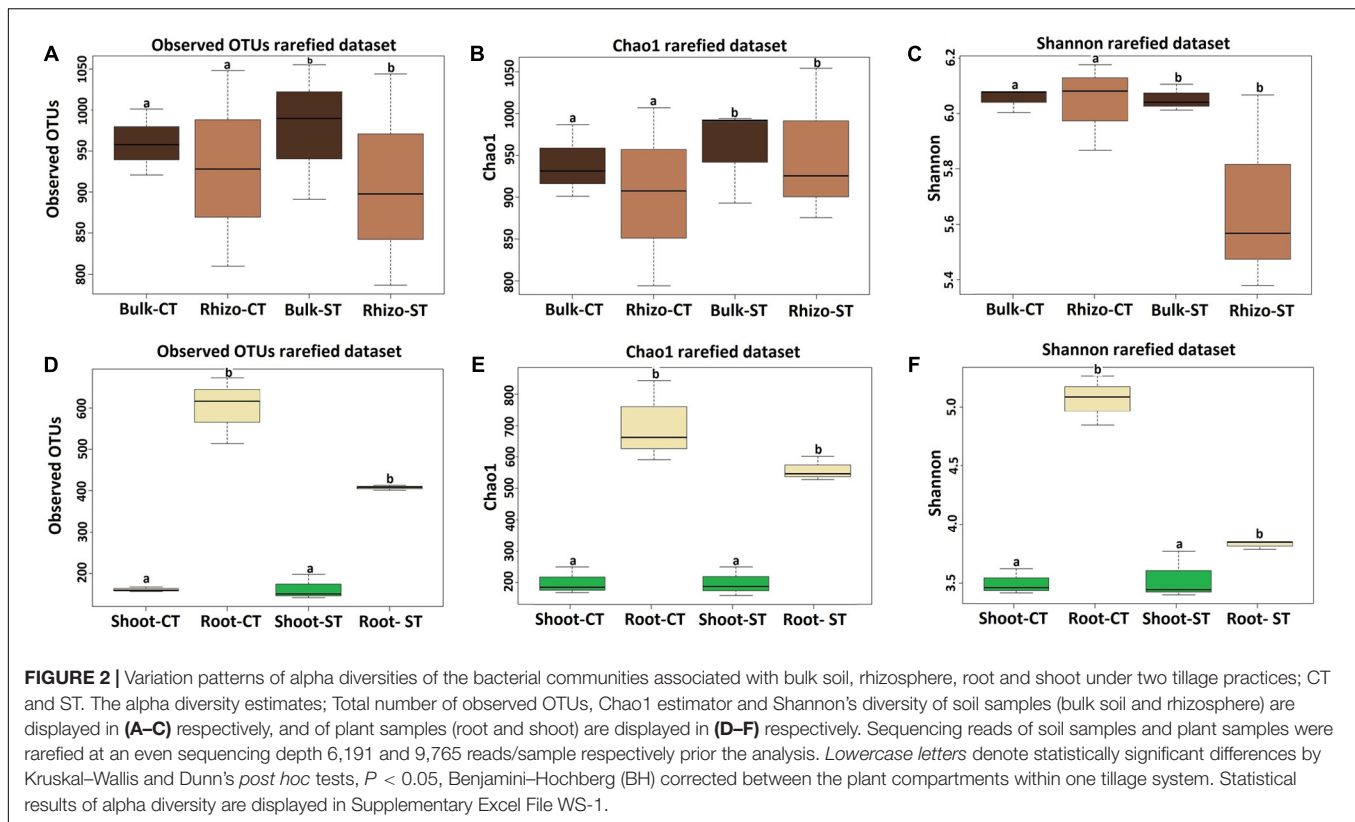 A
Observed OTUs rarefied dataset
Observed OTUs
1050
1000
950
900
850
800
a
a
b
b
Bulk-CT Rhizo-CT Bulk-ST Rhizo-ST
B
Chao1 rarefied dataset
Chao1
1050
1000
950
900
850
800
a
a
b
b
Bulk-CT Rhizo-CT Bulk-ST Rhizo-ST
C
Shannon rarefied dataset
Shannon
6.2
6.0
5.8
5.6
5.4
a
a
b
b
Bulk-CT Rhizo-CT Bulk-ST Rhizo-ST
D
Observed OTUs rarefied dataset
Observed OTUs
600
500
400
200
a
b
a
b
Shoot-CT Root-CT Shoot-ST Root- ST
E
Chao1 rarefied dataset
Chao1
800
700
600
500
400
300
200
a
b
a
b
Shoot-CT Root-CT Shoot-ST Root- ST
F
Shannon rarefied dataset
Shannon
5.0
4.5
4.0
3.5
a
b
a
b
Shoot-CT Root-CT Shoot-ST Root- ST
FIGURE 2 | Variation patterns of alpha diversities of the bacterial communities associated with bulk soil, rhizosphere, root and shoot under two tillage practices; CT
and ST. The alpha diversity estimates; Total number of observed OTUs, Chao1 estimator and Shannon's diversity of soil samples (bulk soil and rhizosphere) are
displayed in (A–C) respectively, and of plant samples (root and shoot) are displayed in (D–F) respectively. Sequencing reads of soil samples and plant samples were
rarefied at an even sequencing depth 6,191 and 9,765 reads/sample respectively prior the analysis. Lowercase letters denote statistically significant differences by
Kruskal–Wallis and Dunn's post hoc tests, P < 0.05, Benjamini–Hochberg (BH) corrected between the plant compartments within one tillage system. Statistical
results of alpha diversity are displayed in Supplementary Excel File WS-1.